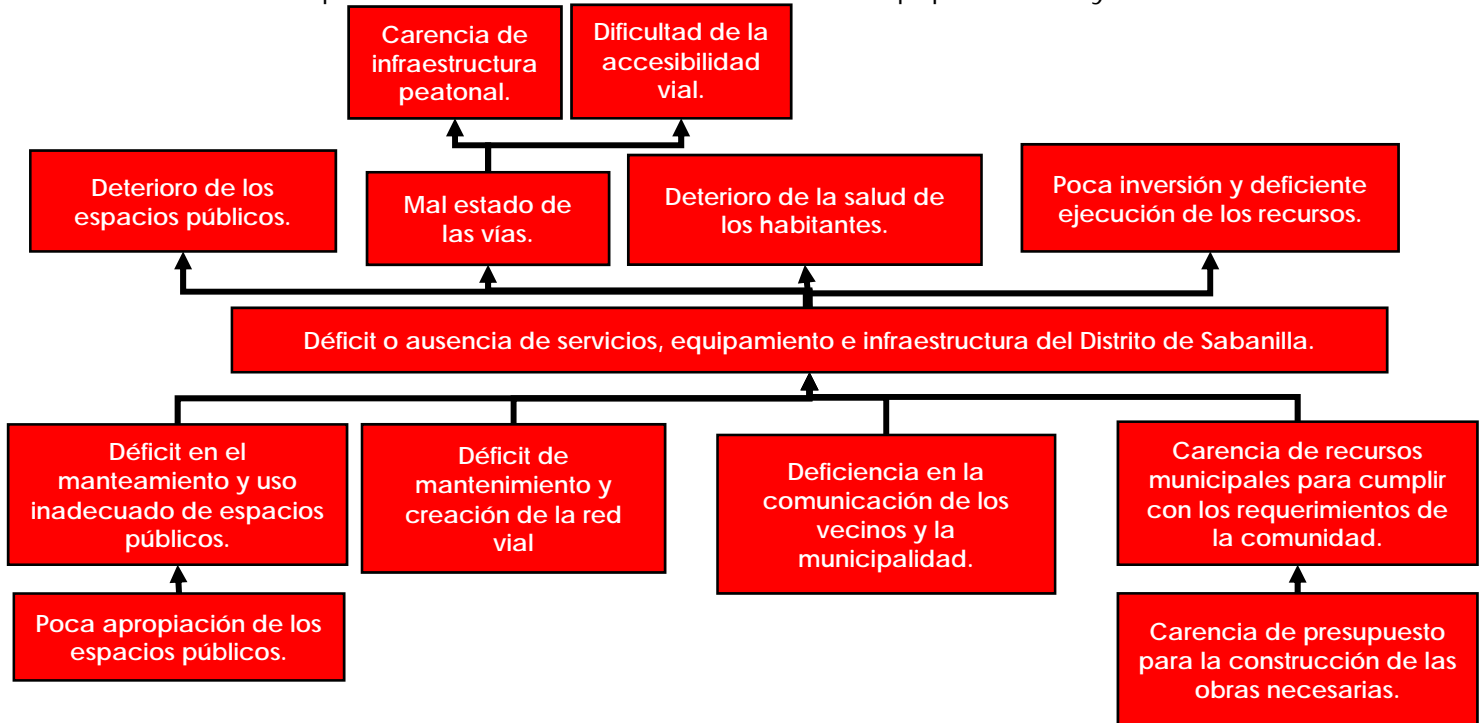 Carencia de
infraestructura
peatonal.
Dificultad de la
accesibilidad
vial.
Deterioro de los
espacios públicos.
Mal estado de
las vías.
Deterioro de la salud de
los habitantes.
Poca inversión y deficiente
ejecución de los recursos.
Déficit o ausencia de servicios, equipamiento e infraestructura del Distrito de Sabanilla.
Déficit en el
manteamiento y uso
inadecuado de espacios
públicos.
Déficit de
mantenimiento y
creación de la red
vial
Deficiencia en la
comunicación de los
vecinos y la
municipalidad.
Carencia de recursos
municipales para cumplir
con los requerimientos de
la comunidad.
Poca apropiación de los
espacios públicos.
Carencia de presupuesto
para la construcción de las
obras necesarias.